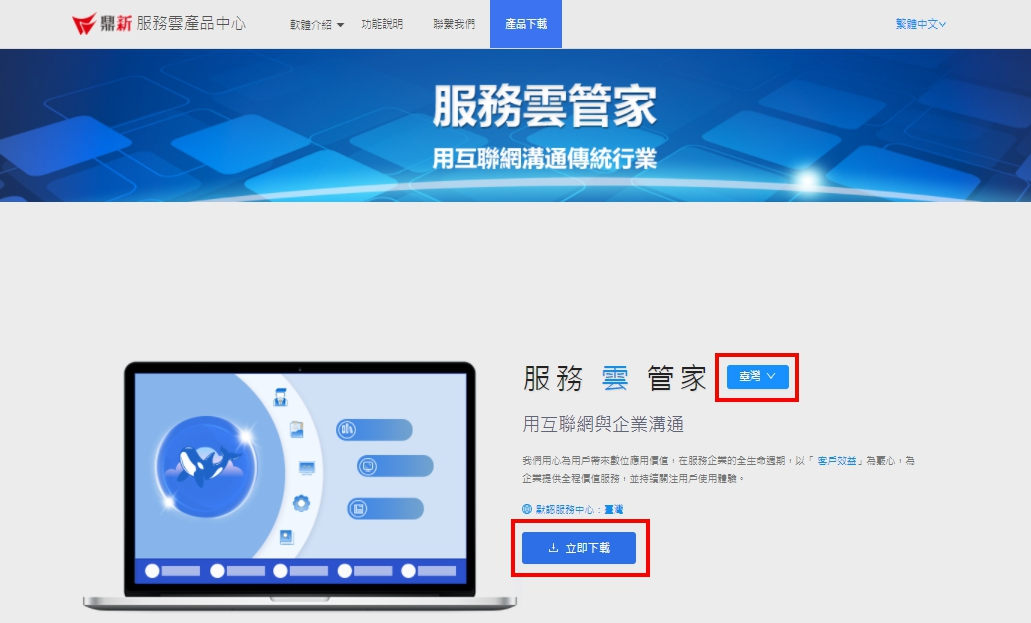 鼎新 服務雲產品中心
軟體介紹
功能說明
聯繫我們
產品下載
繁體中文
服務雲管家
用互聯網溝通傳統行業
服務 雲 管家
臺灣
用互聯網與企業溝通
我們用心為用戶帶來數位應用價值，在服務企業的全生命週期，以「客戶效益」為核心，為
企業提供全程價值服務，並持續關注用戶使用體驗。
默認服務中心：臺灣
立即下載